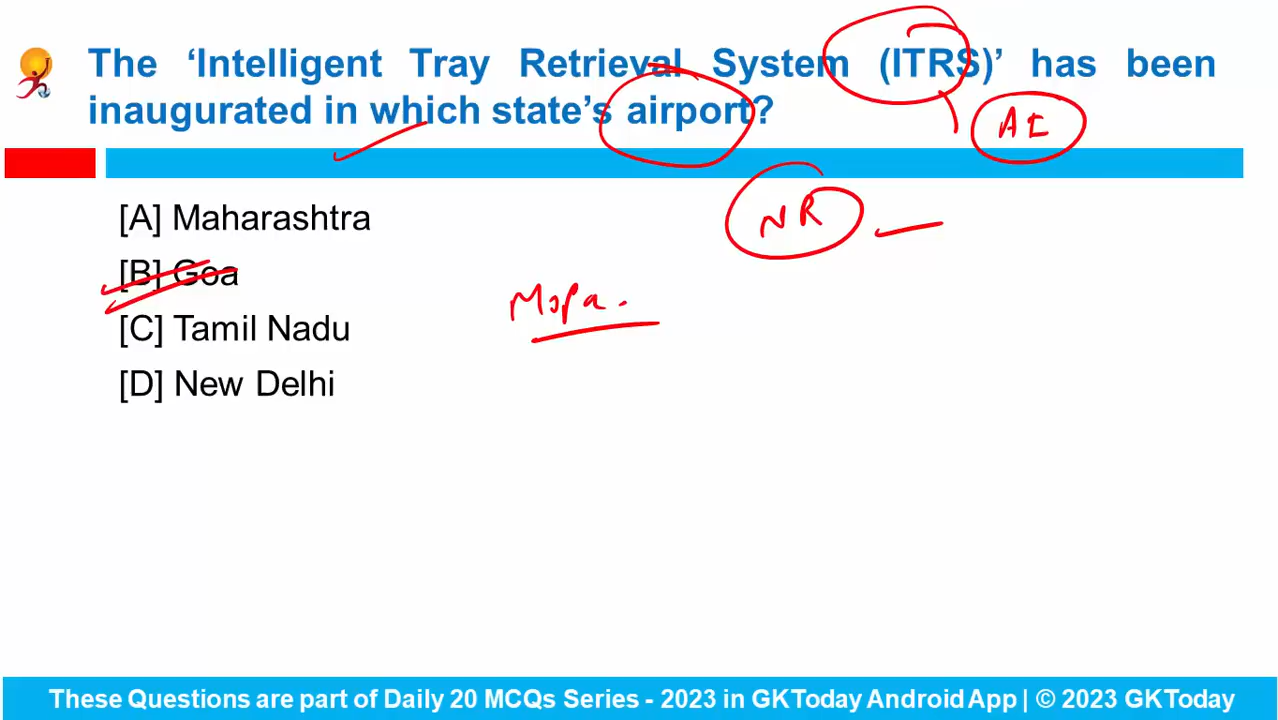 The ‘Intelligent Tray Retrieval System (ITRS)’ has been
inaugurated in which state’s airport?
AI
[A] Maharashtra
NR
[B] Goa
Mopa.
[C] Tamil Nadu
[D] New Delhi
These Questions are part of Daily 20 MCQs Series - 2023 in GKToday Android App | © 2023 GKToday